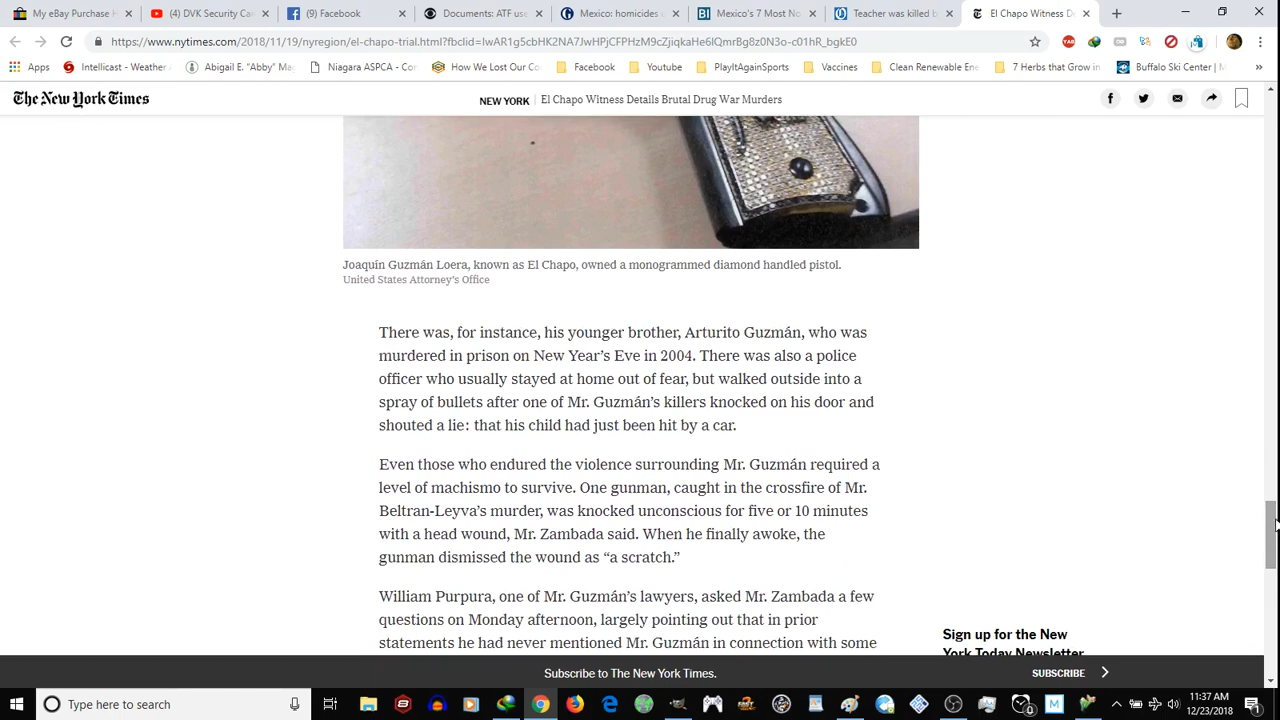 My eBay Purchase H
(4) DVK Security Ca
(9) Facebook
Documents: ATF use
Mexico: homicides
Mexico's 7 Most No
Teacher was killed b
El Chapo Witness D
https://www.nytimes.com/2018/11/19/nyregion/el-chapo-trial.html?fbclid=IwAR1g5cbHK2NA7JwHPjCFPHzM9cZjiqkaHe6lQmrBg8z0N3o-c01hR_bgkE0
Apps
Intellicast - Weather
Abigail E. "Abby" Ma
Niagara ASPCA - Co
How We Lost Our Co
Facebook
Youtube
PlayItAgainSports
Vaccines
Clean Renewable Ene
7 Herbs that Grow in
Buffalo Ski Center | M
The New York Times
NEW YORK El Chapo Witness Details Brutal Drug War Murders
Joaquín Guzmán Loera, known as El Chapo, owned a monogrammed diamond handled pistol.
United States Attorney's Office
There was, for instance, his younger brother, Arturito Guzmán, who was
murdered in prison on New Year's Eve in 2004. There was also a police
officer who usually stayed at home out of fear, but walked outside into a
spray of bullets after one of Mr. Guzmán's killers knocked on his door and
shouted a lie: that his child had just been hit by a car.
Even those who endured the violence surrounding Mr. Guzmán required a
level of machismo to survive. One gunman, caught in the crossfire of Mr.
Beltran-Leyva's murder, was knocked unconscious for five or 10 minutes
with a head wound, Mr. Zambada said. When he finally awoke, the
gunman dismissed the wound as “a scratch.”
William Purpura, one of Mr. Guzmán's lawyers, asked Mr. Zambada a few
questions on Monday afternoon, largely pointing out that in prior
statements he had never mentioned Mr. Guzmán in connection with some
Sign up for the New
York Today Newsletter
Subscribe to The New York Times.
SUBSCRIBE
Type here to search
11:37 AM
12/23/2018